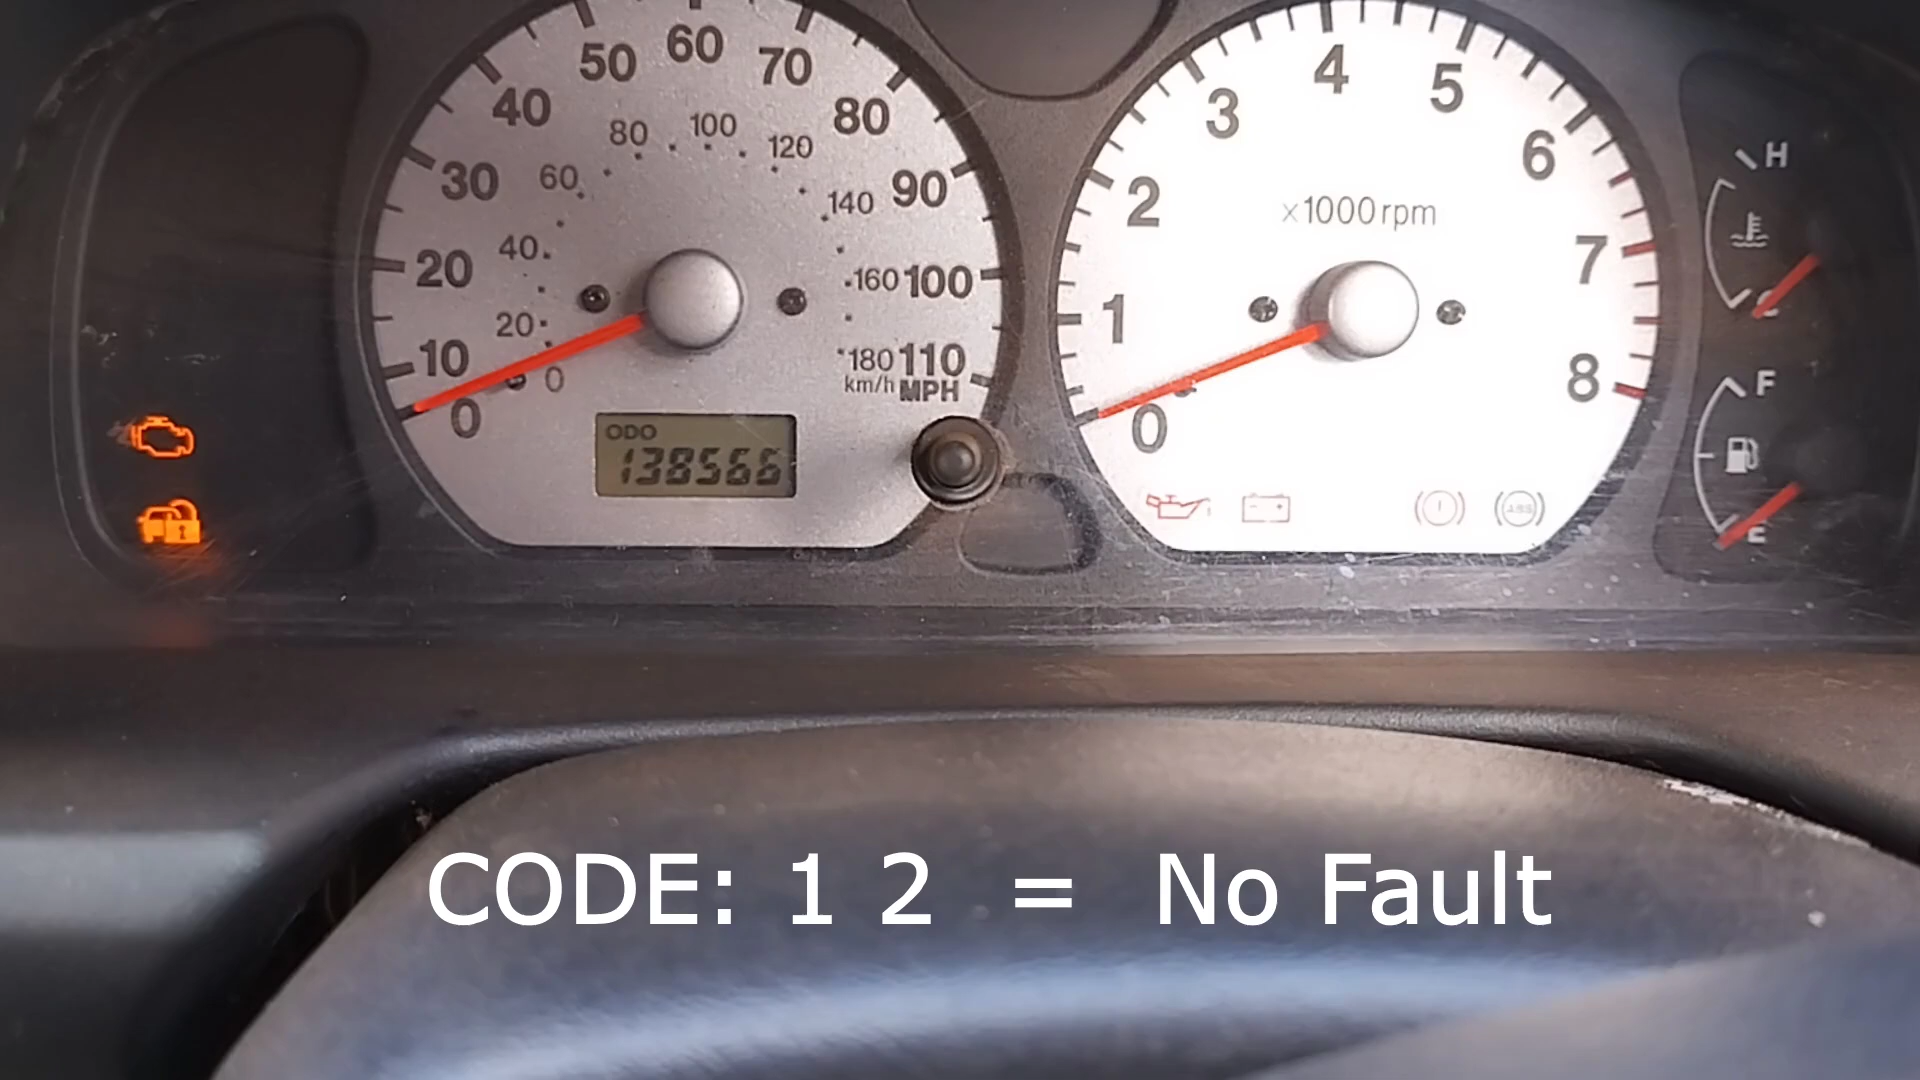 50 60 70
40 80
30 90
20 100
10 110
0 MPH
80 100 120
60 140
40 160
20 180
0 km/h
ODO
138566
4
3 5
2 6
x1000rpm
1 7
0 8
ABS
H
C
F
E
CODE: 1 2 = No Fault